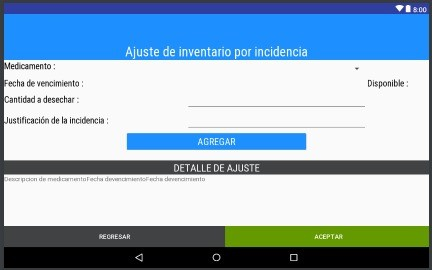 8:00
Ajuste de inventario por incidencia
Medicamento :
Fecha de vencimiento : Disponible :
Cantidad a desechar :
Justificación de la incidencia :
AGREGAR
DETALLE DE AJUSTE
Descripcion de medicamentoFecha devencimientoFecha devencimiento
REGRESAR ACEPTAR